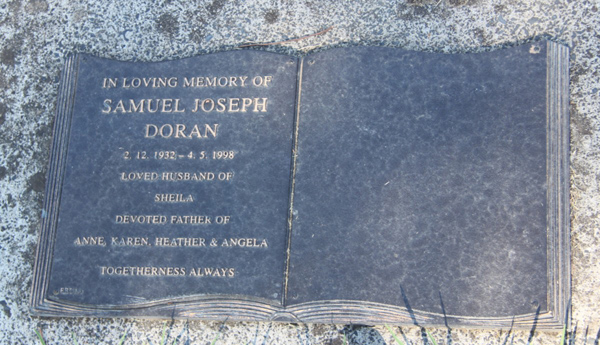 IN LOVING MEMORY OF
SAMUEL JOSEPH
DORAN
2. 12. 1932 – 4. 5. 1998
LOVED HUSBAND OF
SHEILA
DEVOTED FATHER OF
ANNE, KAREN, HEATHER & ANGELA
TOGETHERNESS ALWAYS